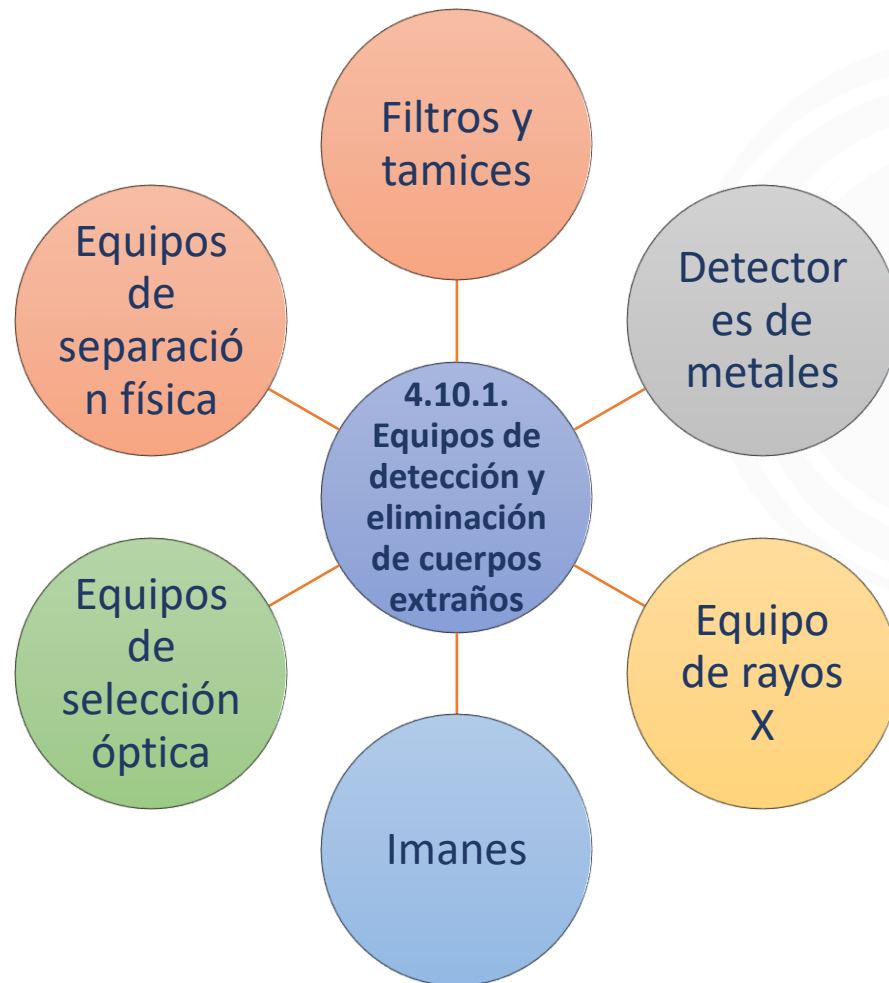 Filtros y
tamices
Detector
es de
metales
Equipo
de rayos
X
Imanes
Equipos
de
selección
óptica
Equipos
de
separació
n física
4.10.1.
Equipos de
detección y
eliminación
de cuerpos
extraños